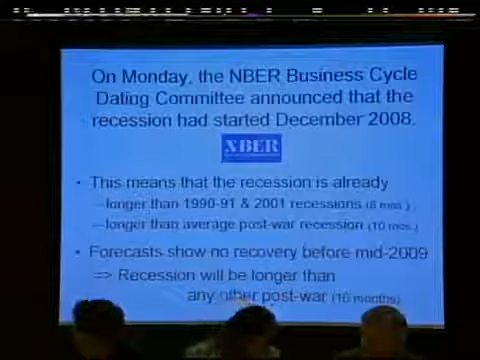 On Monday, the NBER Business Cycle
Dating Committee announced that the
recession had started December 2008.
NBER
• This means that the recession is already
–longer than 1990-91 & 2001 recessions (8 mos.)
–longer than average post-war recession (10 mos.)
• Forecasts show no recovery before mid-2009
=> Recession will be longer than
any other post-war (16 months)